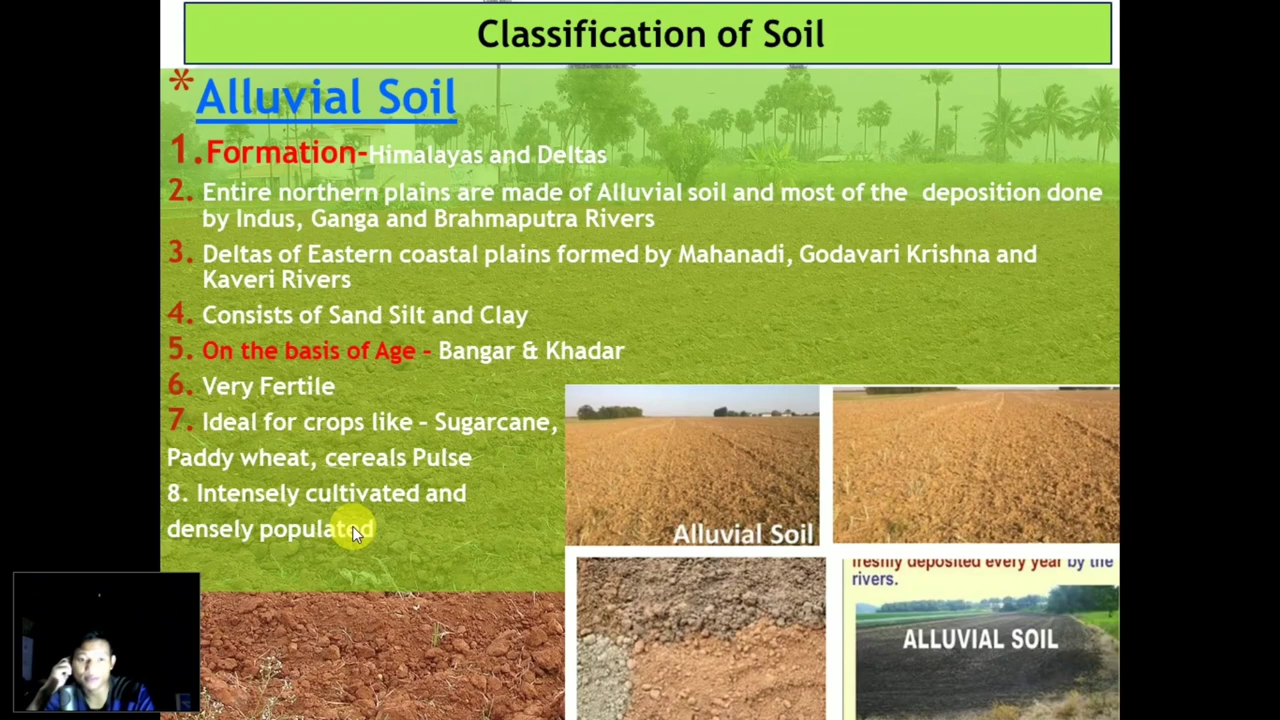 Classification of Soil
* Alluvial Soil
1. Formation-Himalayas and Deltas
2. Entire northern plains are made of Alluvial soil and most of the deposition done
by Indus, Ganga and Brahmaputra Rivers
3. Deltas of Eastern coastal plains formed by Mahanadi, Godavari Krishna and
Kaveri Rivers
4. Consists of Sand Silt and Clay
5. On the basis of Age – Bangar & Khadar
6. Very Fertile
7. Ideal for crops like – Sugarcane,
Paddy wheat, cereals Pulse
8. Intensely cultivated and
densely populated
Alluvial Soil
freshly deposited every year by the
rivers.
ALLUVIAL SOIL